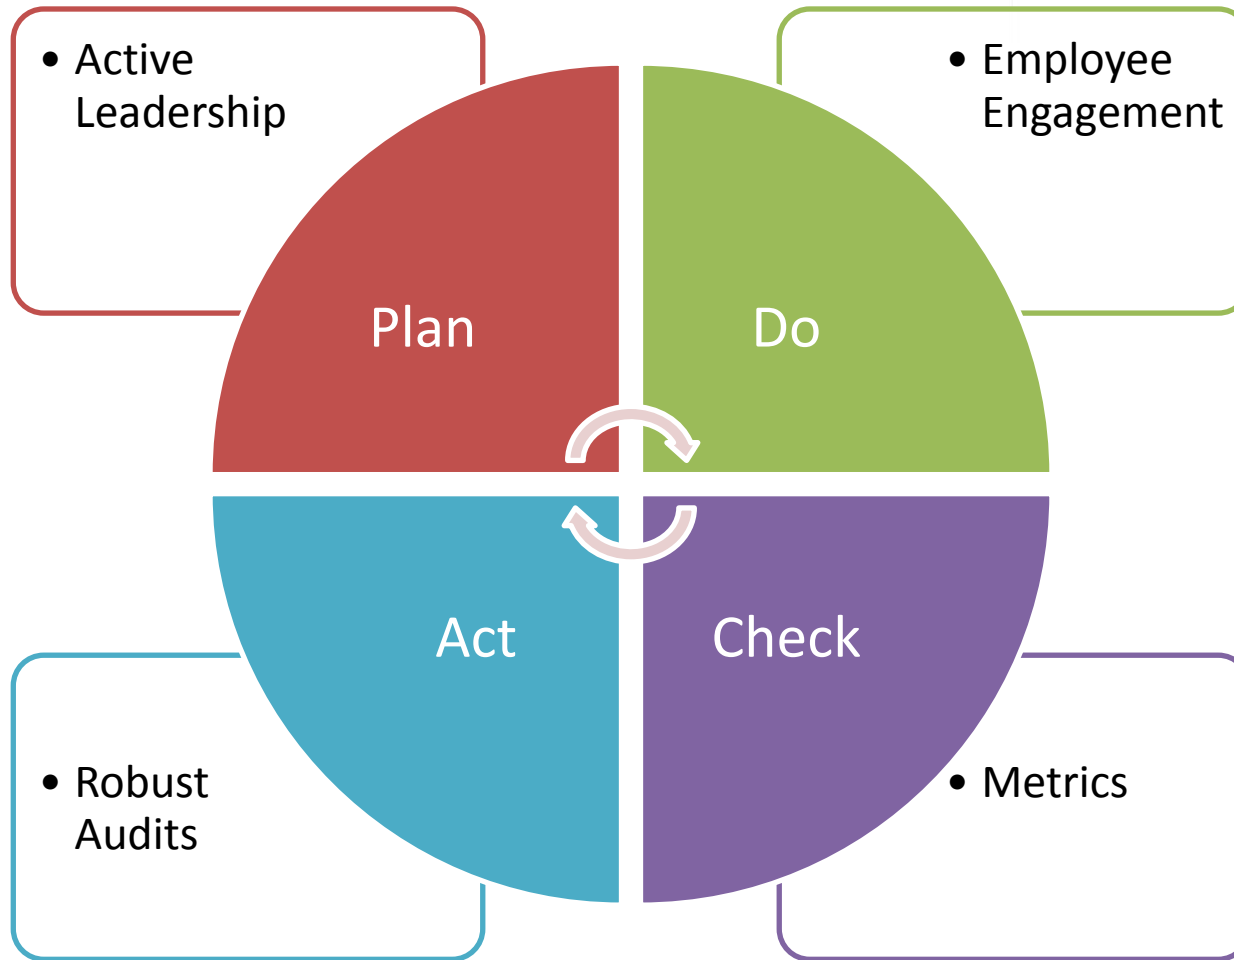 • Active
Leadership
• Employee
Engagement
Plan
Do
Act
Check
• Robust
Audits
• Metrics